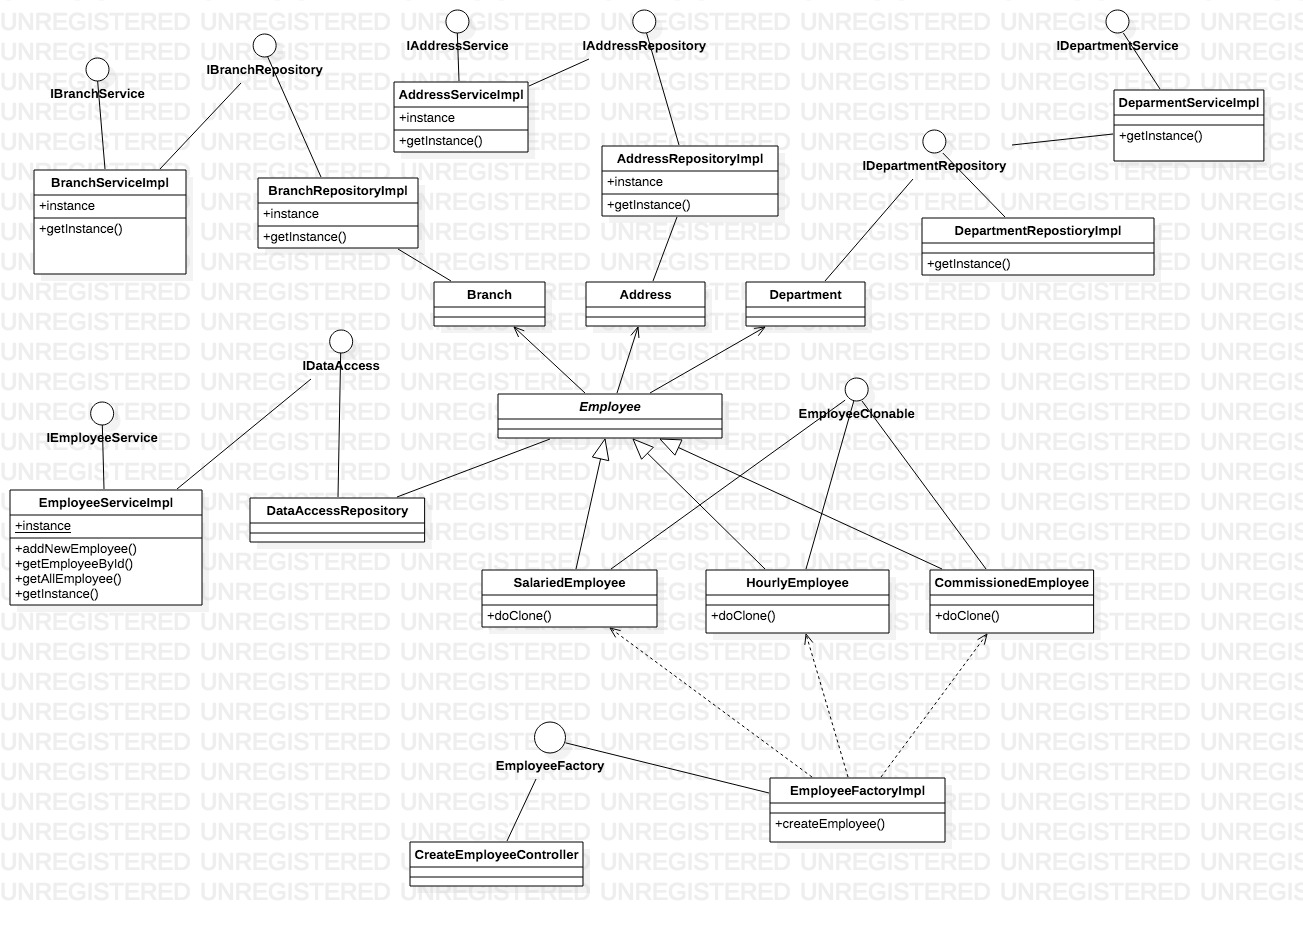 IAddressService
IAddressRepository
IDepartmentService
IBranchRepository
IBranchService
AddressServiceImpl
+instance
+getInstance()
DeparmentServiceImpl
+getInstance()
AddressRepositoryImpl
+instance
+getInstance()
IDepartmentRepository
BranchServiceImpl
+instance
+getInstance()
BranchRepositoryImpl
+instance
+getInstance()
DepartmentRepostioryImpl
+getInstance()
Branch
Address
Department
IDataAccess
Employee
EmployeeClonable
IEmployeeService
EmployeeServiceImpl
+instance
+addNewEmployee()
+getEmployeeById()
+getAllEmployee()
+getInstance()
DataAccessRepository
SalariedEmployee
+doClone()
HourlyEmployee
+doClone()
CommissionedEmployee
+doClone()
EmployeeFactory
EmployeeFactoryImpl
+createEmployee()
CreateEmployeeController
UNREGISTERED